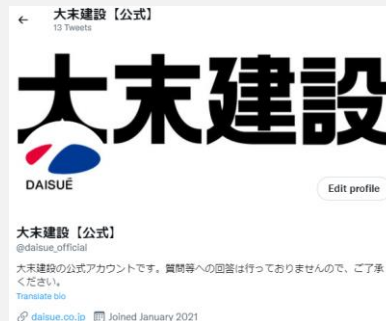 大末建設【公式】
13 Tweets
大末建設
DAISUE
Edit profile
大末建設【公式】
@daisue_official
大末建設の公式アカウントです。質問等への回答は行っておりませんので、ご了承
ください。
Translate bio
daisue.co.jp Joined January 2021